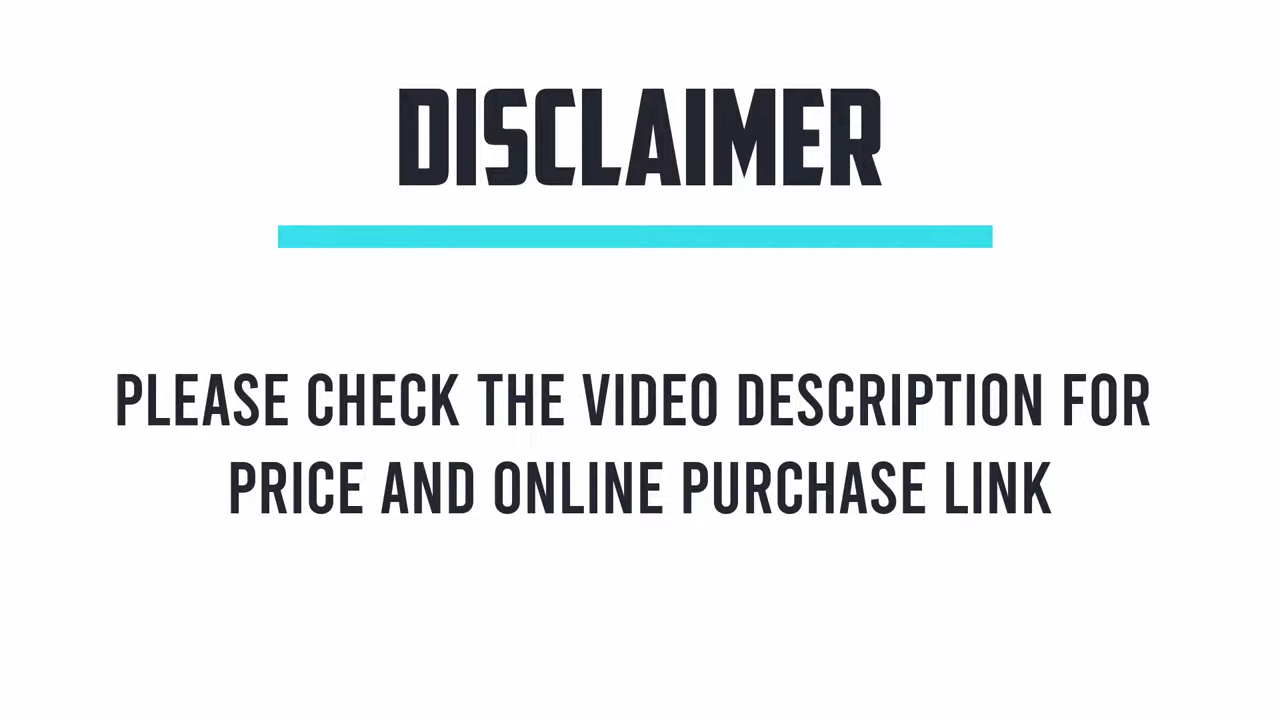 DISCLAIMER
PLEASE CHECK THE VIDEO DESCRIPTION FOR
PRICE AND ONLINE PURCHASE LINK